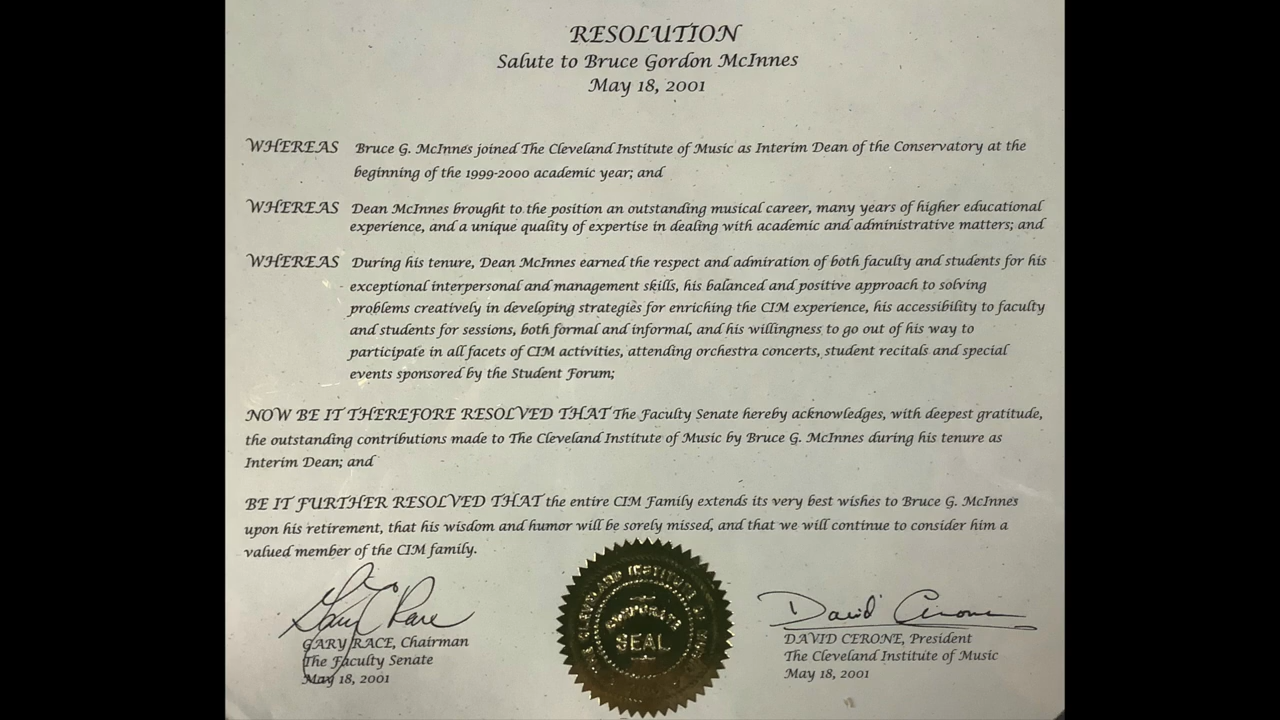 RESOLUTION
Salute to Bruce Gordon McInnes
May 18, 2001
WHEREAS Bruce G. McInnes joined The Cleveland Institute of Music as Interim Dean of the Conservatory at the
beginning of the 1999-2000 academic year; and
WHEREAS Dean McInnes brought to the position an outstanding musical career, many years of higher educational
experience, and a unique quality of expertise in dealing with academic and administrative matters; and
WHEREAS During his tenure, Dean McInnes earned the respect and admiration of both faculty and students for his
exceptional interpersonal and management skills, his balanced and positive approach to solving
problems creatively in developing strategies for enriching the CIM experience, his accessibility to faculty
and students for sessions, both formal and informal, and his willingness to go out of his way to
participate in all facets of CIM activities, attending orchestra concerts, student recitals and special
events sponsored by the Student Forum;
NOW BE IT THEREFORE RESOLVED THAT The Faculty Senate hereby acknowledges, with deepest gratitude,
the outstanding contributions made to The Cleveland Institute of Music by Bruce G. McInnes during his tenure as
Interim Dean; and
BE IT FURTHER RESOLVED THAT the entire CIM Family extends its very best wishes to Bruce G. McInnes
upon his retirement, that his wisdom and humor will be sorely missed, and that we will continue to consider him a
valued member of the CIM family.
Gary Race
GARY RACE, Chairman
The Faculty Senate
May 18, 2001
THE CLEVELAND INSTITUTE OF MUSIC
CORPORATE
SEAL
David Cerone
DAVID CERONE, President
The Cleveland Institute of Music
May 18, 2001